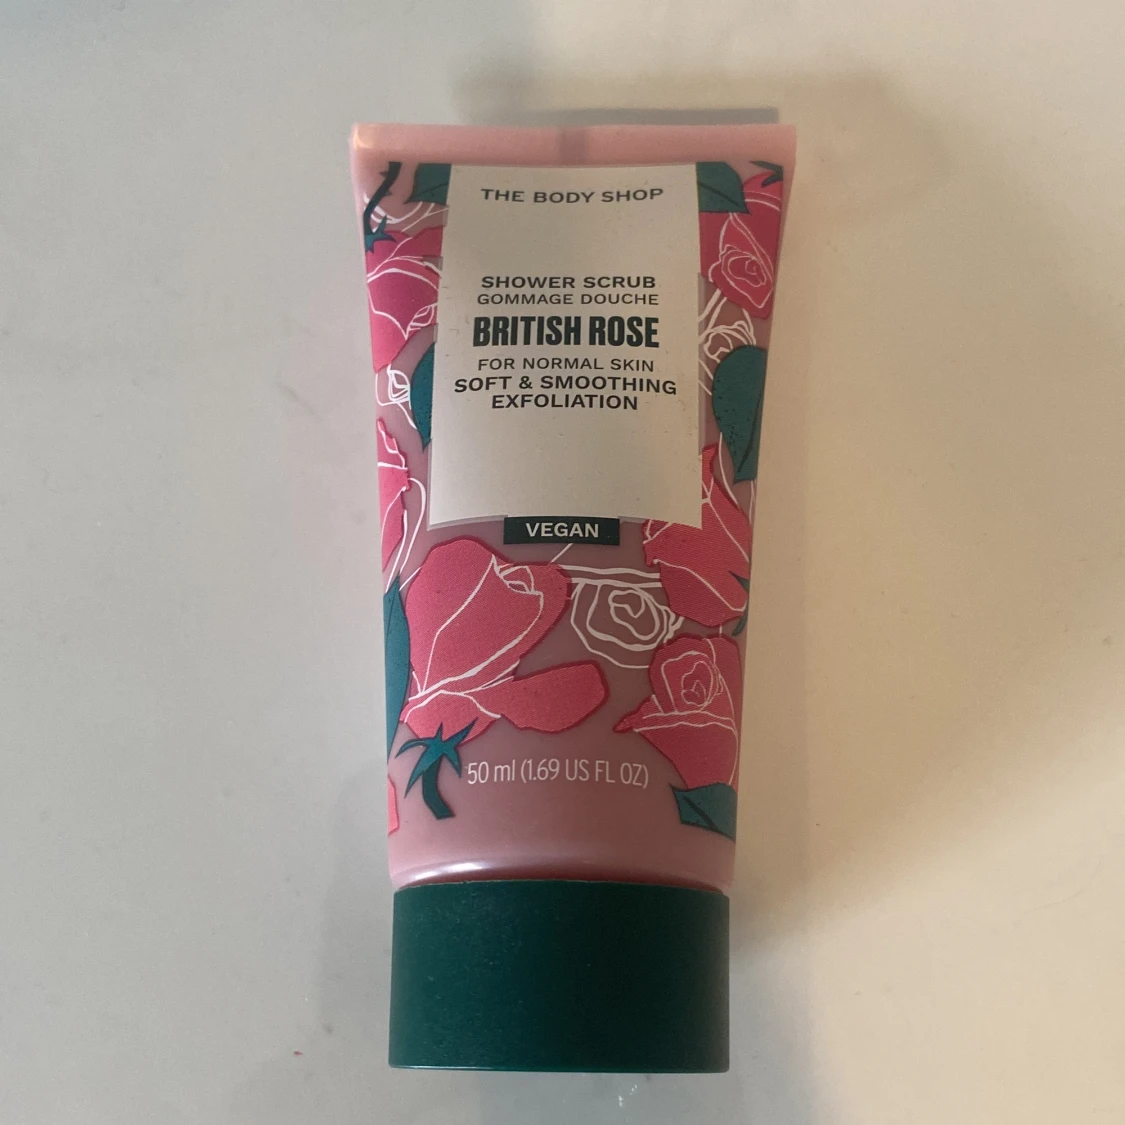 THE BODY SHOP
SHOWER SCRUB
GOMMAGE DOUCHE
BRITISH ROSE
FOR NORMAL SKIN
SOFT & SMOOTHING
EXFOLIATION
VEGAN
50 ml (1.69 US FL OZ)